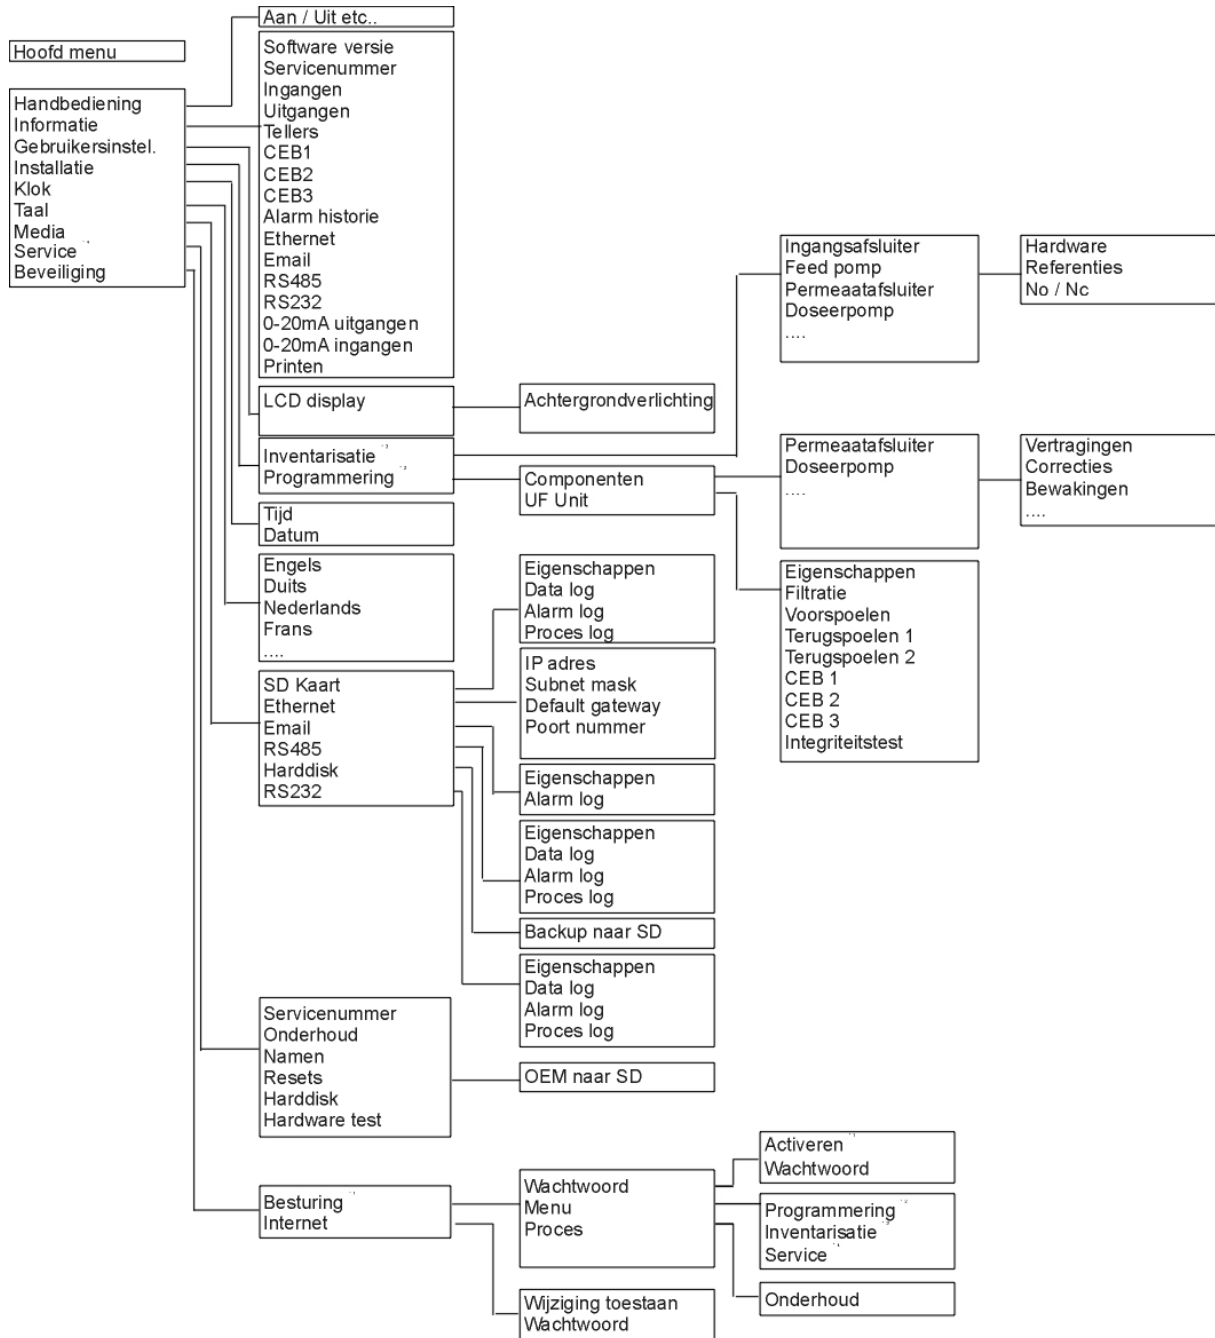 Hoofd menu
Handbediening
Informatie
Gebruikersinstel.
Installatie
Klok
Taal
Media
Service
Beveiliging
Aan / Uit etc..
Software versie
Servicenummer
Ingangen
Uitgangen
Tellers
CEB1
CEB2
CEB3
Alarm historie
Ethernet
Email
RS485
RS232
0-20mA uitgangen
0-20mA ingangen
Printen
LCD display
Achtergrondverlichting
Inventarisatie
Programmering
Ingangsafsluiter
Feed pomp
Permeaatafsluiter
Doseerpomp
....
Hardware
Referenties
No / Nc
Componenten
UF Unit
Permeaatafsluiter
Doseerpomp
....
Vertragingen
Correcties
Bewakingen
....
Eigenschappen
Filtratie
Voorspoelen
Terugspoelen 1
Terugspoelen 2
CEB 1
CEB 2
CEB 3
Integriteitstest
Tijd
Datum
Engels
Duits
Nederlands
Frans
....
SD Kaart
Ethernet
Email
RS485
Harddisk
RS232
Eigenschappen
Data log
Alarm log
Proces log
IP adres
Subnet mask
Default gateway
Poort nummer
Eigenschappen
Alarm log
Eigenschappen
Data log
Alarm log
Proces log
Backup naar SD
Eigenschappen
Data log
Alarm log
Proces log
Servicenummer
Onderhoud
Namen
Resets
Harddisk
Hardware test
OEM naar SD
Besturing
Internet
Wachtwoord
Menu
Proces
Activeren
Wachtwoord
Programmering
Inventarisatie
Service
Onderhoud
Wijziging toestaan
Wachtwoord